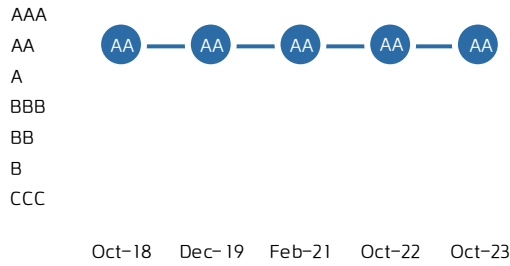 AAA
AA AA AA AA AA AA
A
BBB
BB
B
CCC
Oct–18 Dec–19 Feb–21 Oct–22 Oct–23